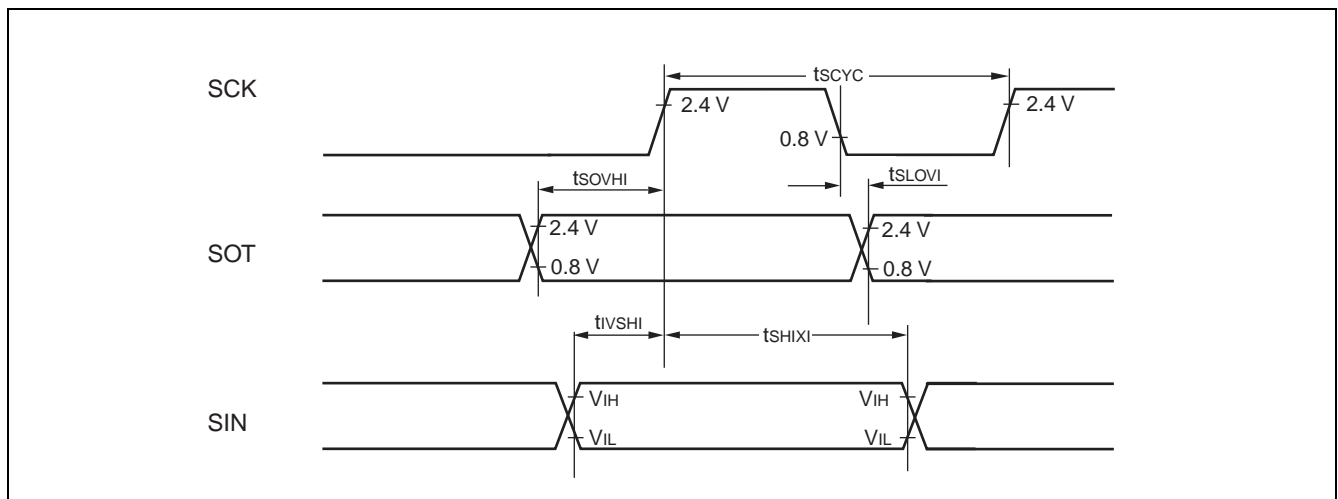 tSCYC
SCK
2.4 V
2.4 V
0.8 V
tSOVHI
tSLOVI
2.4 V
2.4 V
SOT
0.8 V
0.8 V
tIVSHI
tSHIXI
VIH
VIH
SIN
VIL
VIL